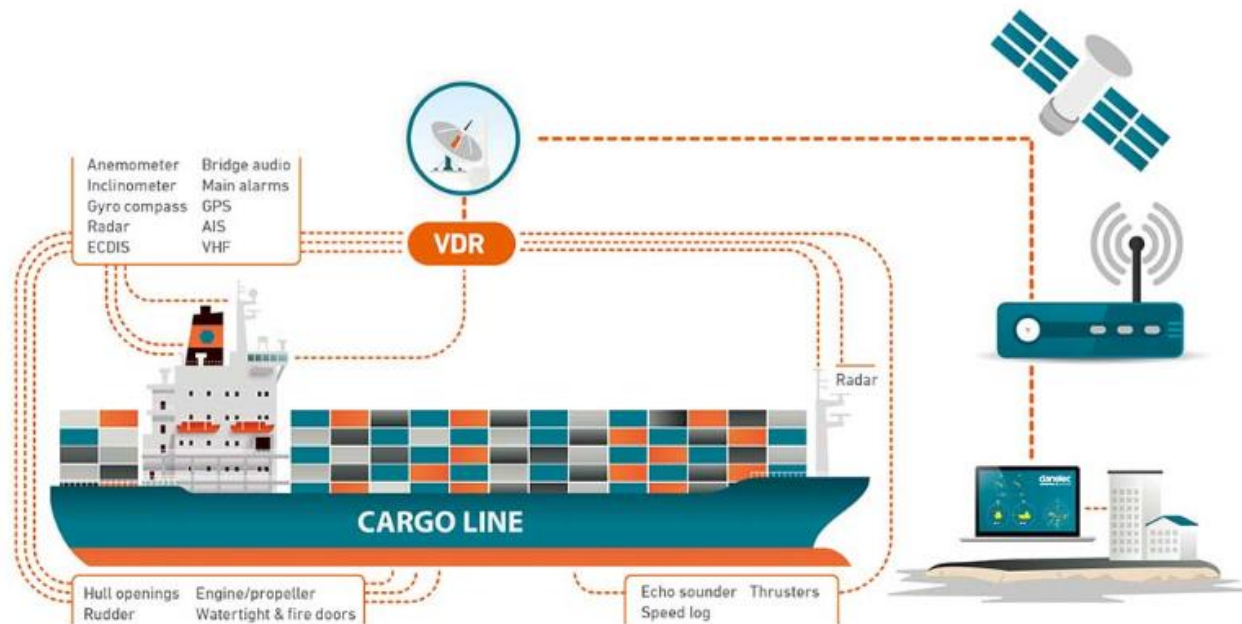 Anemometer Bridge audio
Inclinometer Main alarms
Gyro compass GPS
Radar AIS
ECDIS VHF
VDR
Radar
danelec
CARGO LINE
Hull openings Engine/propeller
Rudder Watertight & fire doors
Echo sounder Thrusters
Speed log